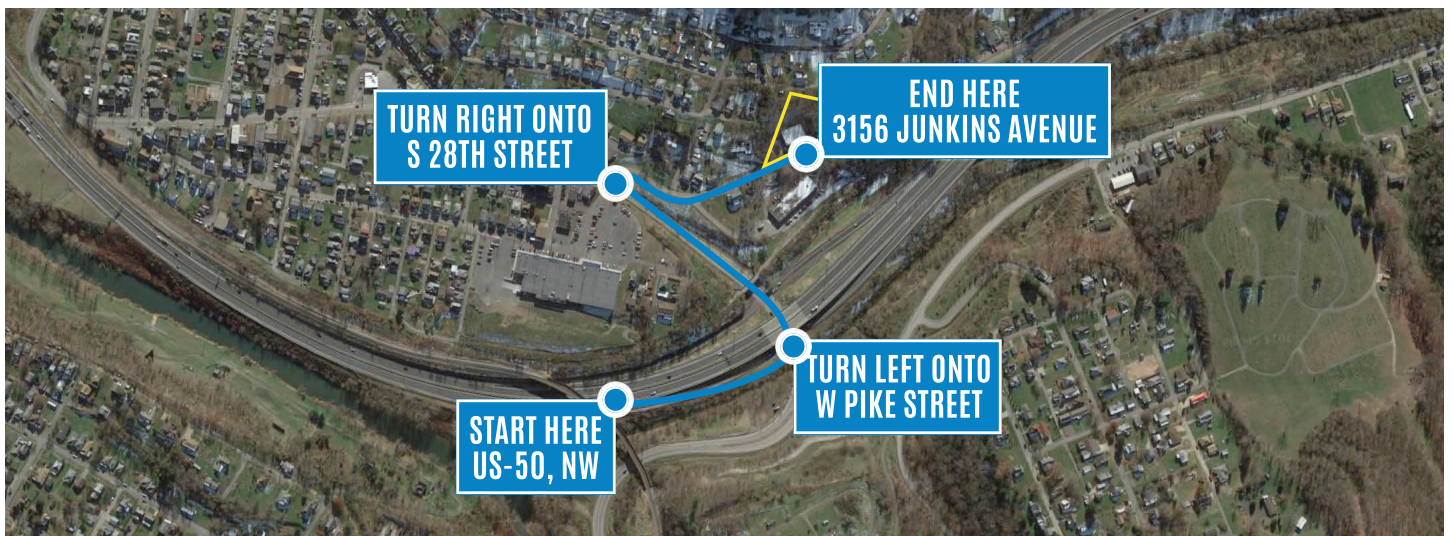 TURN RIGHT ONTO
S 28TH STREET
END HERE
3156 JUNKINS AVENUE
TURN LEFT ONTO
W PIKE STREET
START HERE
US-50, NW